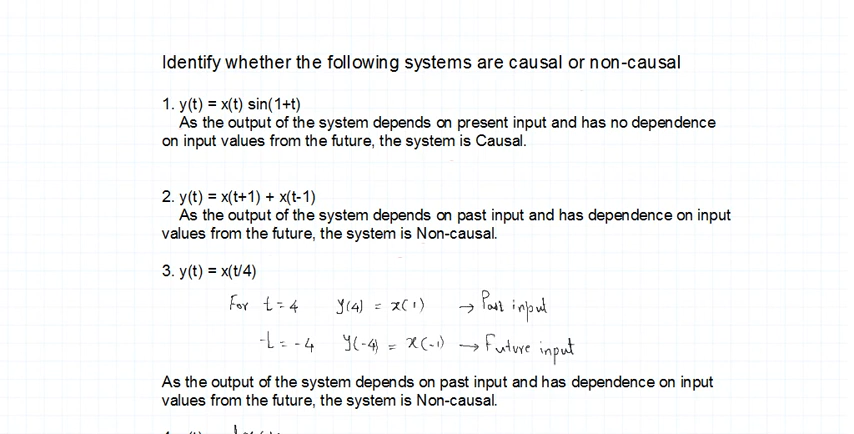 Identify whether the following systems are causal or non-causal
1. y(t) = x(t) sin(1+t)
As the output of the system depends on present input and has no dependence
on input values from the future, the system is Causal.
2. y(t) = x(t+1) + x(t-1)
As the output of the system depends on past input and has dependence on input
values from the future, the system is Non-causal.
3. y(t) = x(t/4)
For t = 4 y(4) = x(1) → Past input
t = -4 y(-4) = x(-1) → Future input
As the output of the system depends on past input and has dependence on input
values from the future, the system is Non-causal.